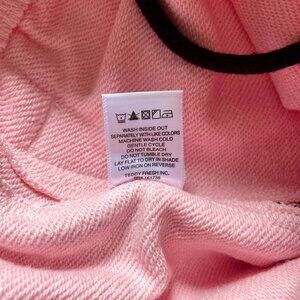 WASH INSIDE OUT
SEPARATELY WITH LIKE COLORS
MACHINE WASH COLD
GENTLE CYCLE
DO NOT BLEACH
DO NOT TUMBLE DRY
LAY FLAT TO DRY IN SHADE
LOW IRON ON REVERSE
TEDDY FRESH INC.